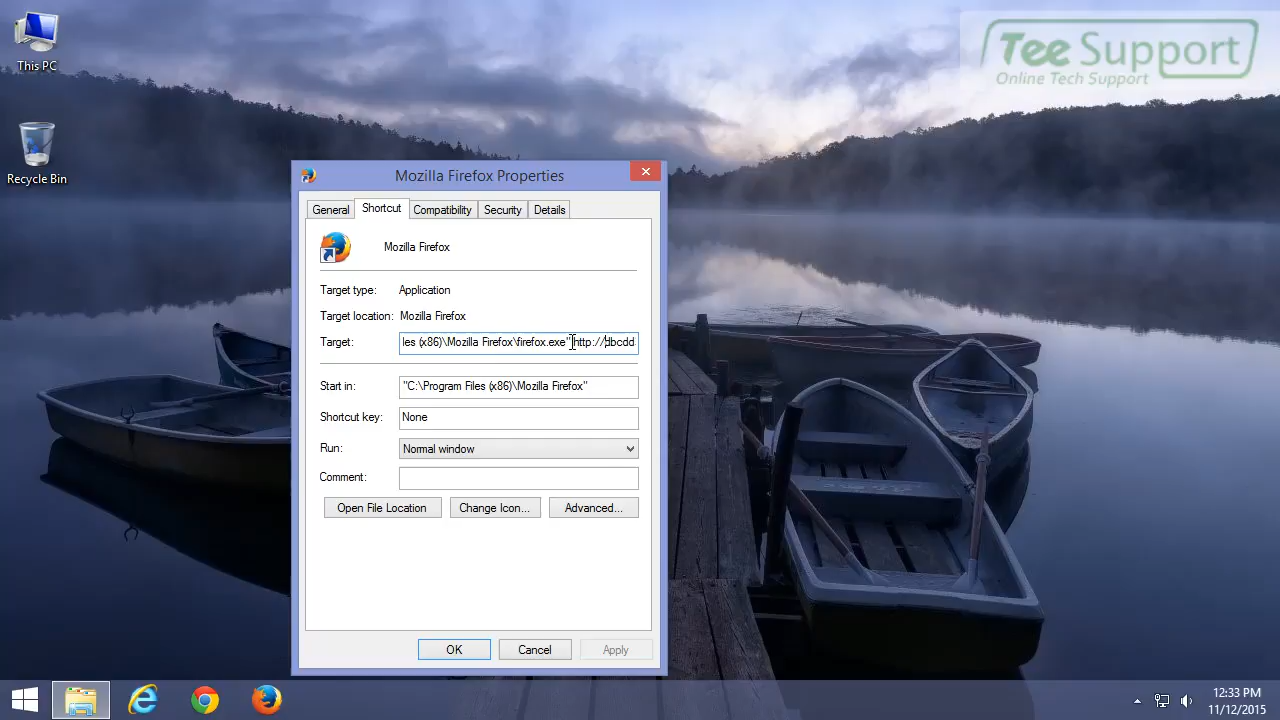 This PC
Recycle Bin
Tee Support
Online Tech Support
Mozilla Firefox Properties
General Shortcut Compatibility Security Details
Mozilla Firefox
Target type: Application
Target location: Mozilla Firefox
Target: les (x86)\Mozilla Firefox\firefox.exe" http://dbcdd
Start in: "C:\Program Files (x86)\Mozilla Firefox"
Shortcut key: None
Run: Normal window
Comment:
Open File Location Change Icon... Advanced...
OK Cancel Apply
12:33 PM
11/12/2015